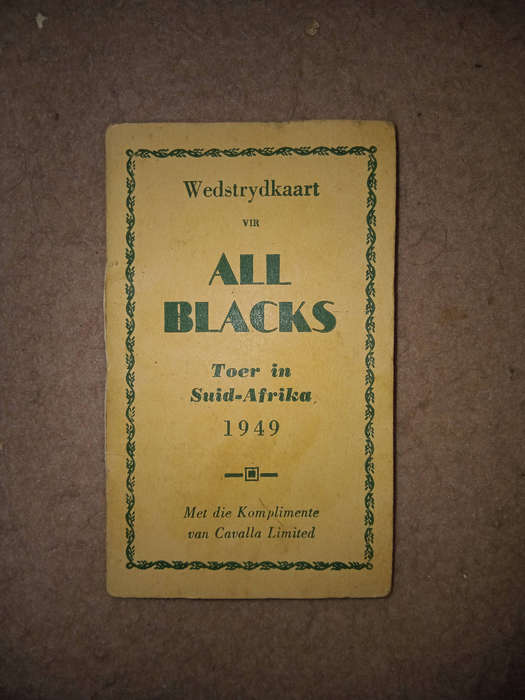 Wedstrydkaart
VIR
ALL
BLACKS
Toer in
Suid-Afrika
1949
Met die Komplimente
van Cavalla Limited